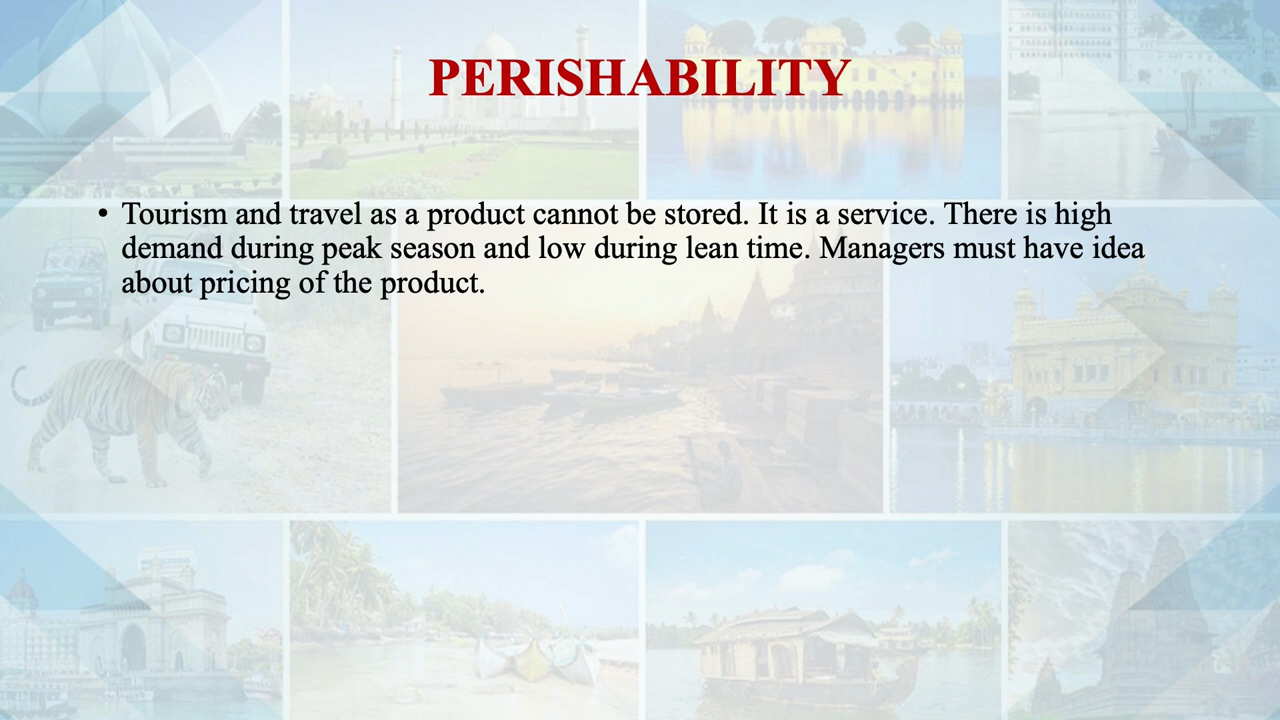 PERISHABILITY
• Tourism and travel as a product cannot be stored. It is a service. There is high
demand during peak season and low during lean time. Managers must have idea
about pricing of the product.